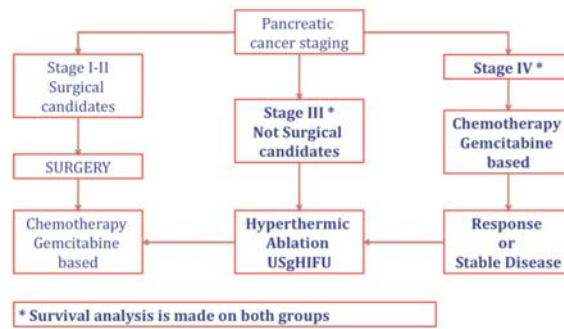 Pancreatic
cancer staging
Stage I-II
Surgical
candidates
Stage IV *
Stage III *
Not Surgical
candidates
Chemotherapy
Gemcitabine
based
SURGERY
Chemotherapy
Gemcitabine
based
Hyperthermic
Ablation
USgHIFU
Response
or
Stable Disease
* Survival analysis is made on both groups